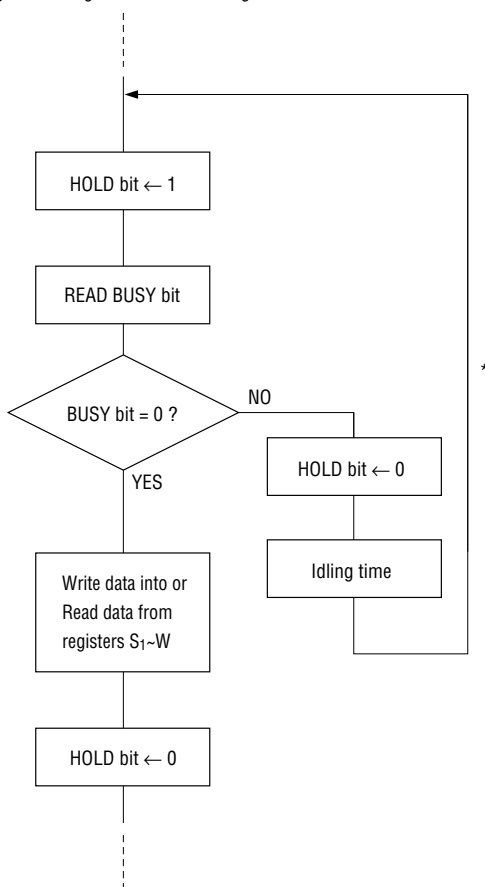 HOLD bit ← 1
READ BUSY bit
BUSY bit = 0 ?
NO
YES
HOLD bit ← 0
Idling time
Write data into or
Read data from
registers S₁~W
HOLD bit ← 0
*